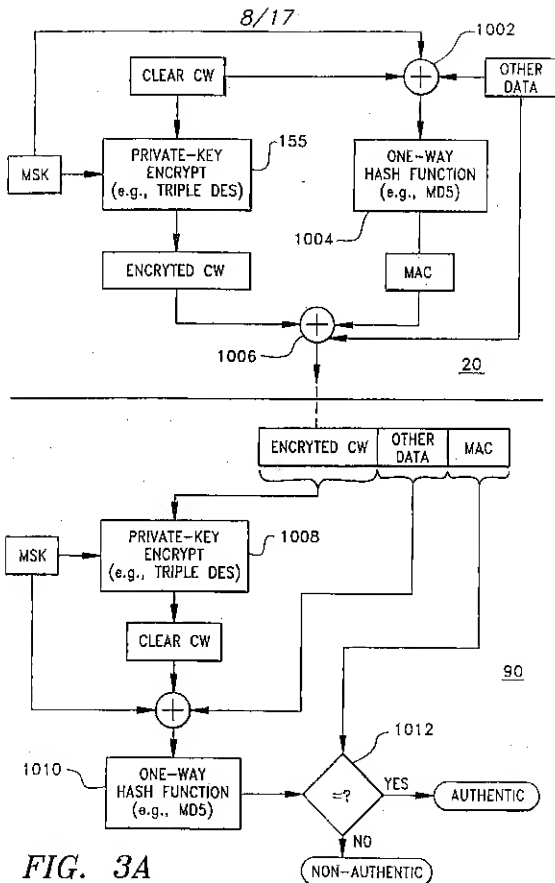 8/17
1002
CLEAR CW
OTHER
DATA
MSK
PRIVATE-KEY
ENCRYPT
(e.g., TRIPLE DES)
155
ONE-WAY
HASH FUNCTION
(e.g., MD5)
1004
ENCRYTED CW
MAC
1006
20
ENCRYTED CW
OTHER
DATA
MAC
MSK
PRIVATE-KEY
ENCRYPT
(e.g., TRIPLE DES)
1008
CLEAR CW
90
1012
1010
ONE-WAY
HASH FUNCTION
(e.g., MD5)
=?
YES
AUTHENTIC
NO
NON-AUTHENTIC
FIG. 3A